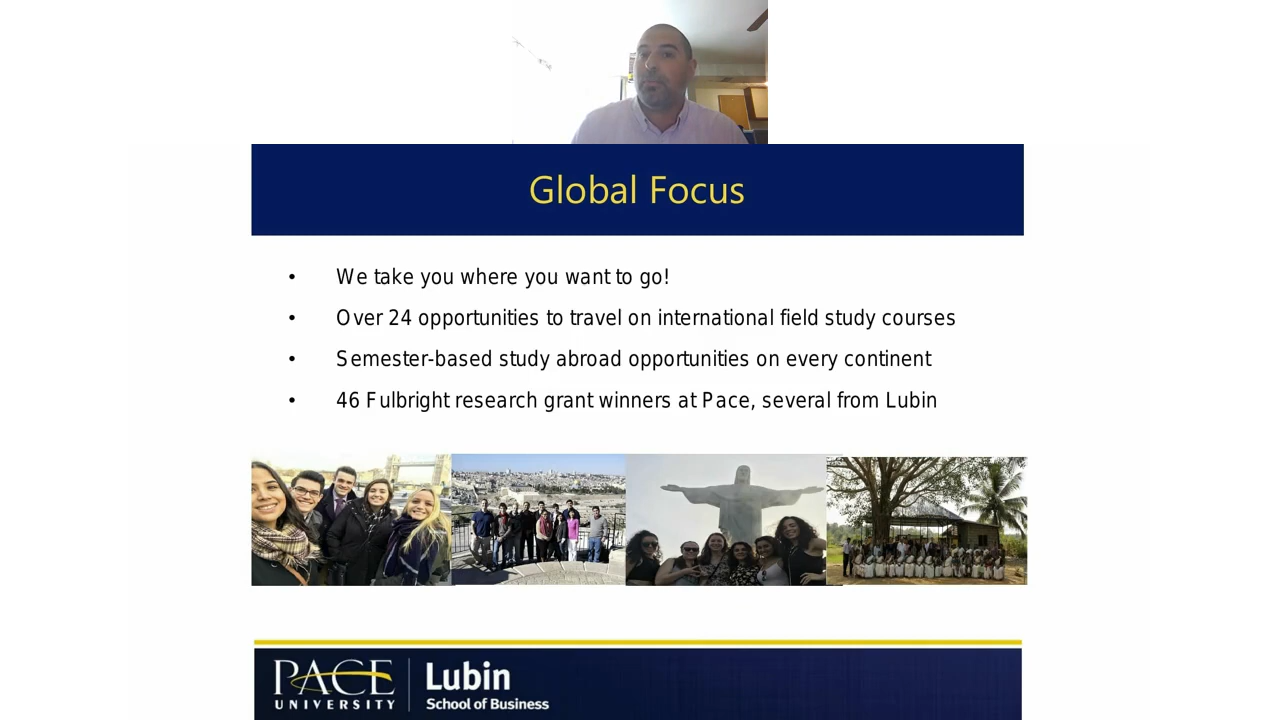 Global Focus
• We take you where you want to go!
• Over 24 opportunities to travel on international field study courses
• Semester-based study abroad opportunities on every continent
• 46 Fulbright research grant winners at Pace, several from Lubin
PACE
UNIVERSITY
Lubin
School of Business